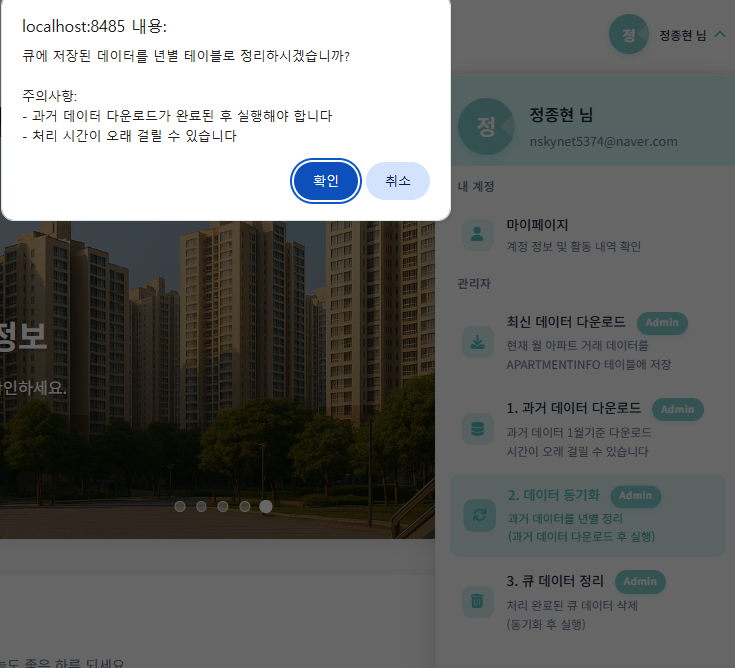 localhost:8485 내용:
큐에 저장된 데이터를 년별 테이블로 정리하시겠습니까?
주의사항:
- 과거 데이터 다운로드가 완료된 후 실행해야 합니다
- 처리 시간이 오래 걸릴 수 있습니다
확인
취소
정
정종현 님
정
정종현 님
nskynet5374@naver.com
내 계정
마이페이지
계정 정보 및 활동 내역 확인
관리자
최신 데이터 다운로드 Admin
현재 월 아파트 거래 데이터를
APARTMENTINFO 테이블에 저장
1. 과거 데이터 다운로드 Admin
과거 데이터 1월기준 다운로드
시간이 오래 걸릴 수 있습니다
2. 데이터 동기화 Admin
과거 데이터를 년별 정리
(과거 데이터 다운로드 후 실행)
3. 큐 데이터 정리 Admin
처리 완료된 큐 데이터 삭제
(동기화 후 실행)
정보
인하세요.
좋은 하루 되세요